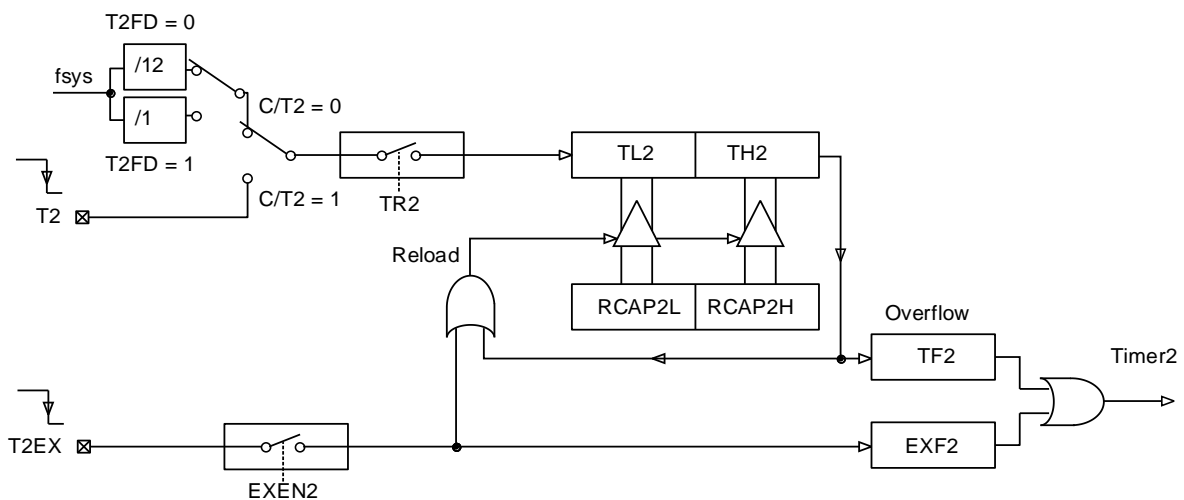 T2FD = 0
/12
fsys
C/T2 = 0
/1
T2FD = 1
TL2
TH2
C/T2 = 1
TR2
T2
Reload
RCAP2L
RCAP2H
Overflow
TF2
Timer2
T2EX
EXF2
EXEN2